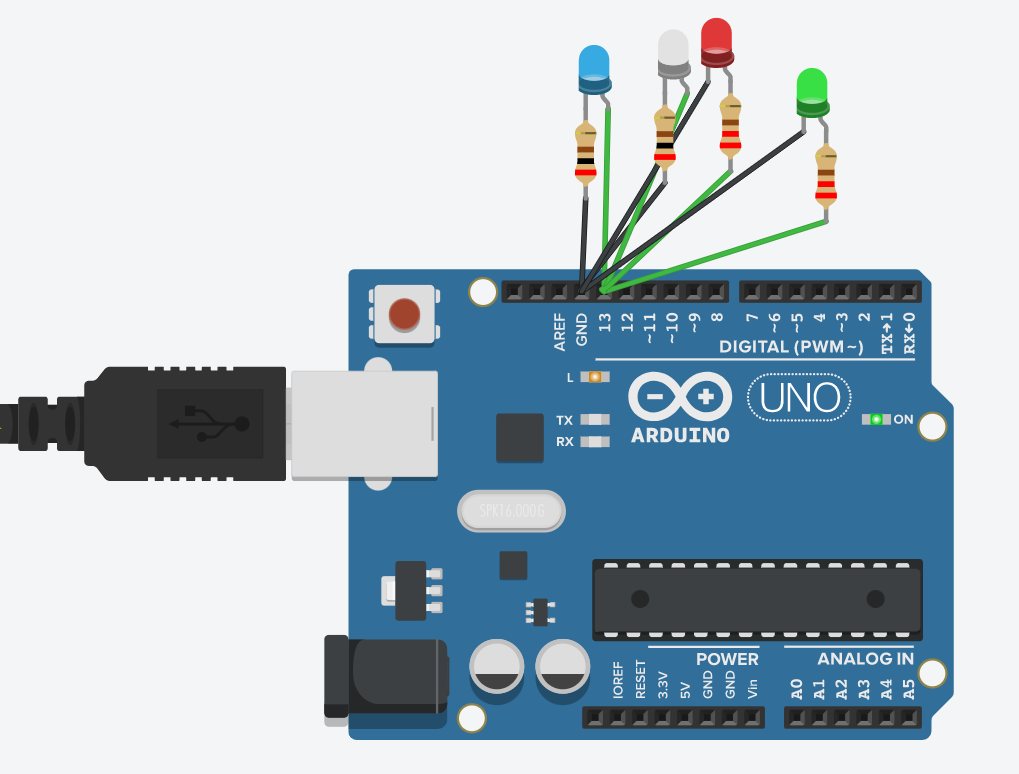 AREF
GND
13
12
~11
~10
~9
8
7
~6
~5
4
~3
2
TX→1
RX←0
DIGITAL (PWM~)
L
TX
RX
ARDUINO
UNO
ON
SPK16.000G
POWER
ANALOG IN
IOREF
RESET
3.3V
5V
GND
GND
Vin
A0
A1
A2
A3
A4
A5